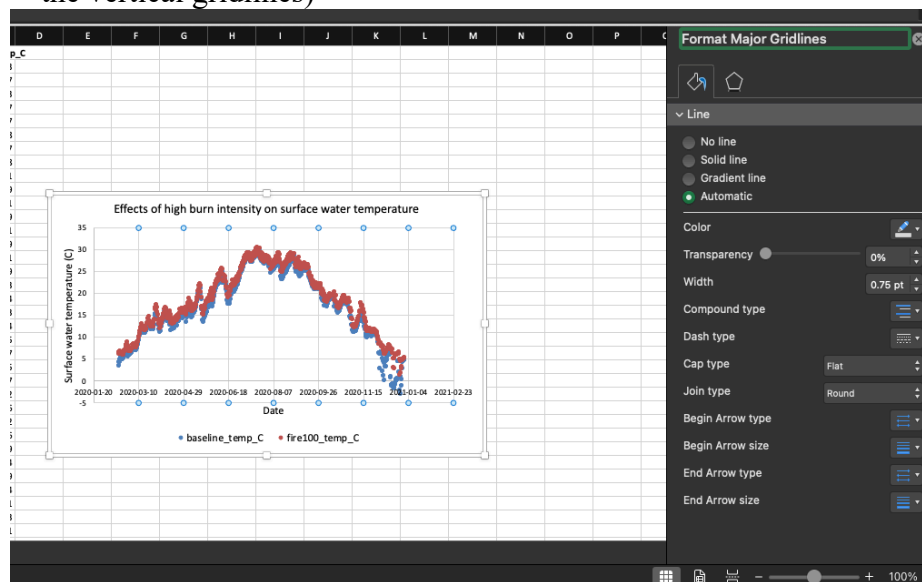 the vertical gridlines)
D E F G H I J K L M N O P
Format Major Gridlines
p_C
Line
No line
Solid line
Gradient line
Automatic
Color
Transparency 0%
Width 0.75 pt
Compound type
Dash type
Cap type Flat
Join type Round
Begin Arrow type
Begin Arrow size
End Arrow type
End Arrow size
Effects of high burn intensity on surface water temperature
35
30
25
20
15
10
5
0
-5
Surface water temperature (C)
2020-01-20 2020-03-10 2020-04-29 2020-06-18 2020-08-07 2020-09-26 2020-11-15 2021-01-04 2021-02-23
Date
baseline_temp_C fire100_temp_C
100%